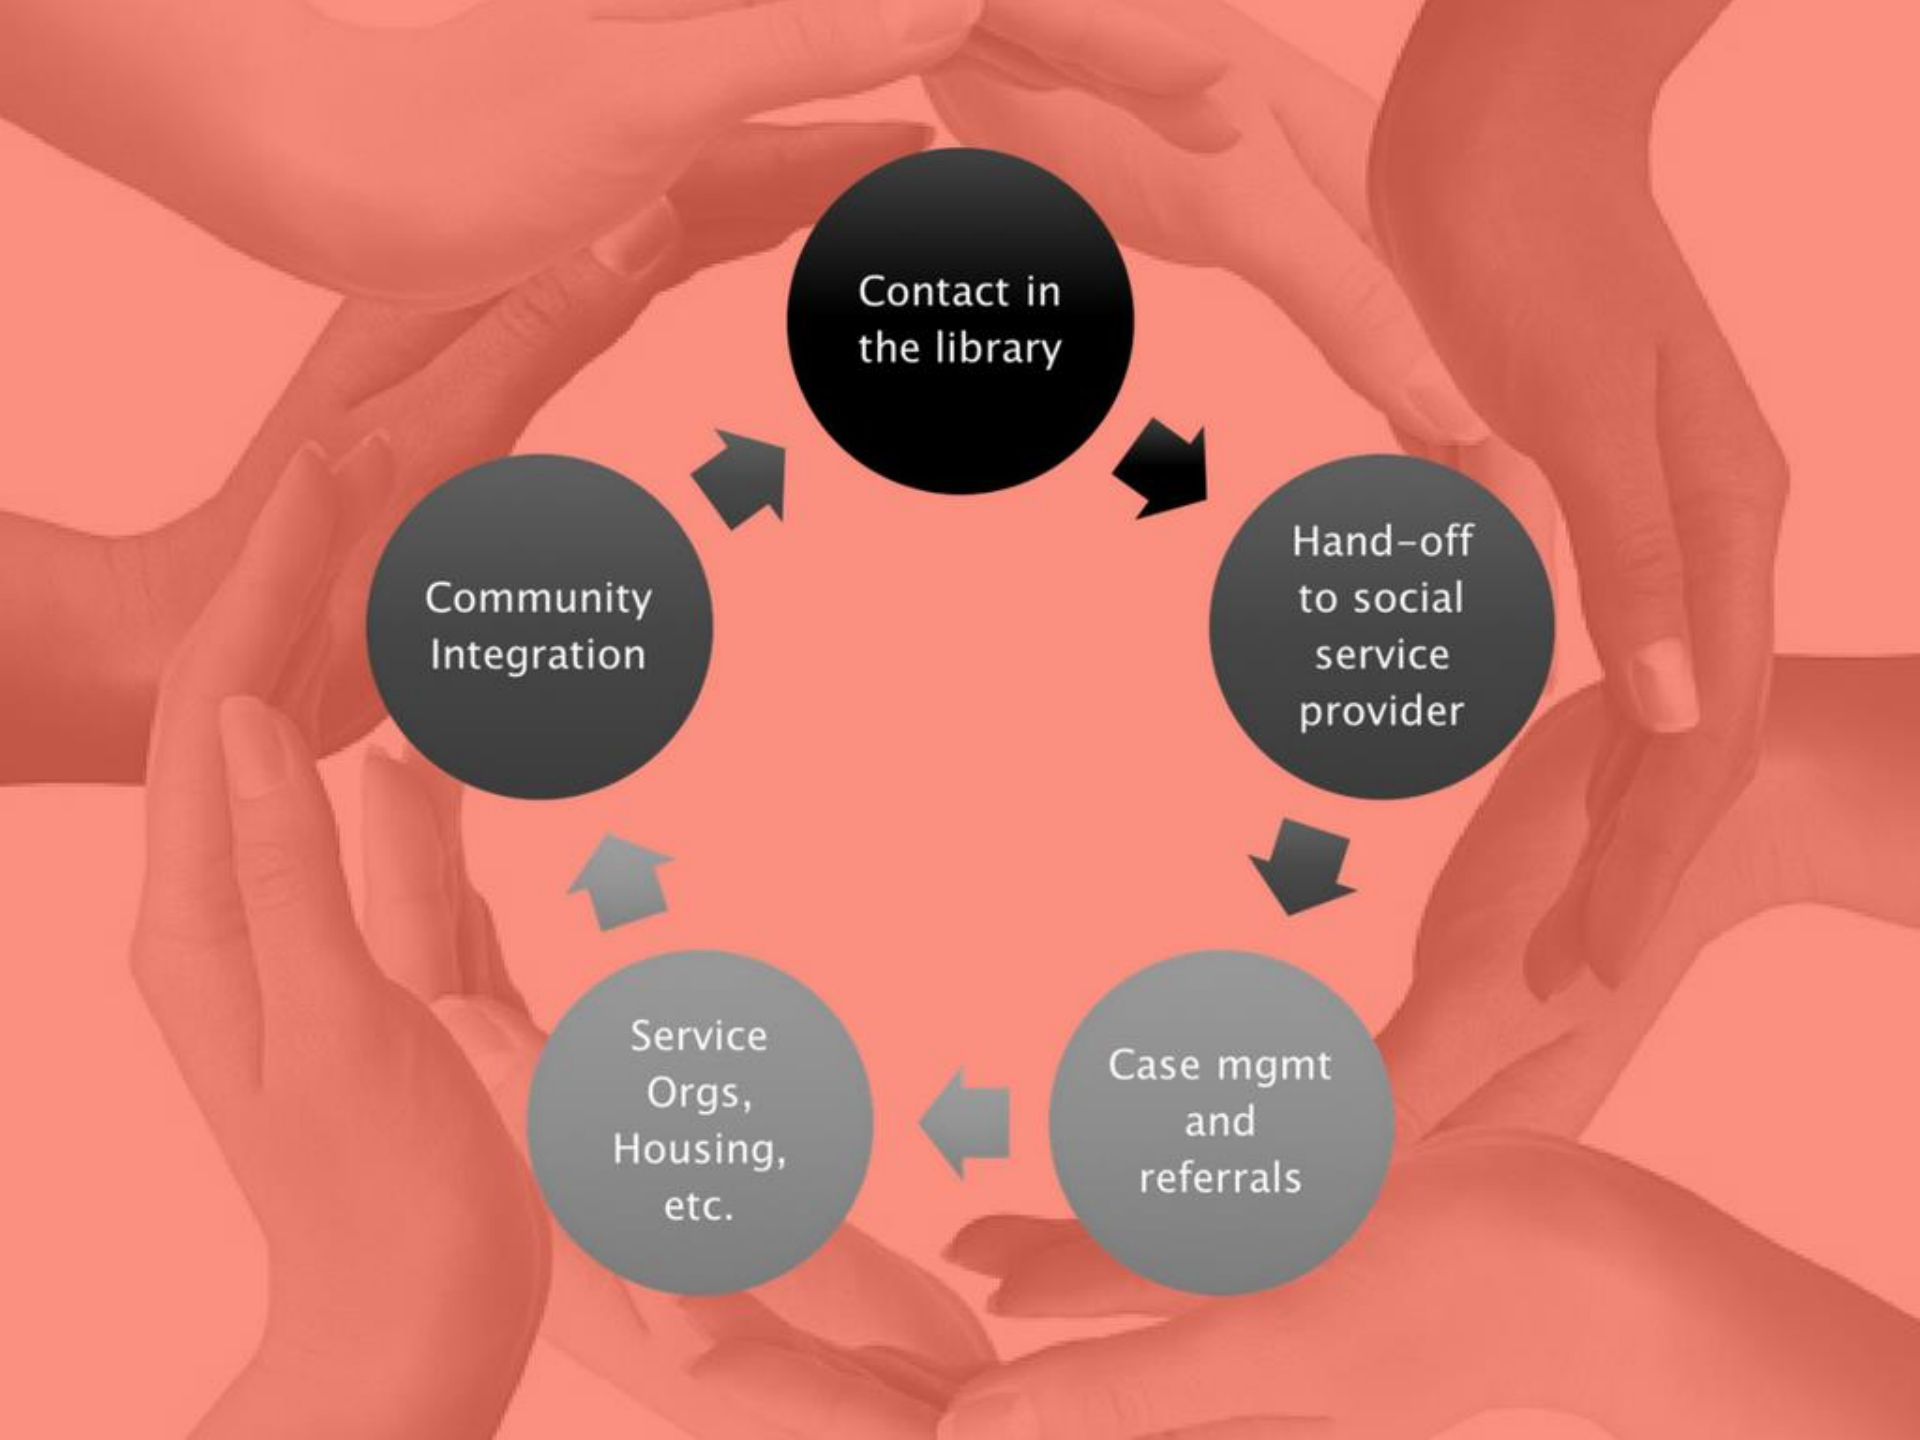 Contact in
the library
Hand-off
to social
service
provider
Case mgmt
and
referrals
Service
Orgs,
Housing,
etc.
Community
Integration